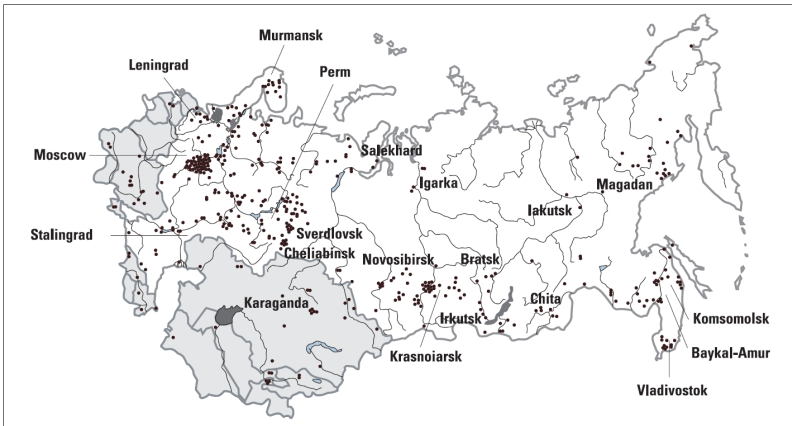 Murmansk
Leningrad
Perm
Moscow
Salekhard
Igarka
Magadan
Iakutsk
Stalingrad
Sverdlovsk
Cheliabinsk
Novosibirsk
Bratsk
Karaganda
Chita
Irkutsk
Komsomolsk
Krasnoiarsk
Baykal-Amur
Vladivostok